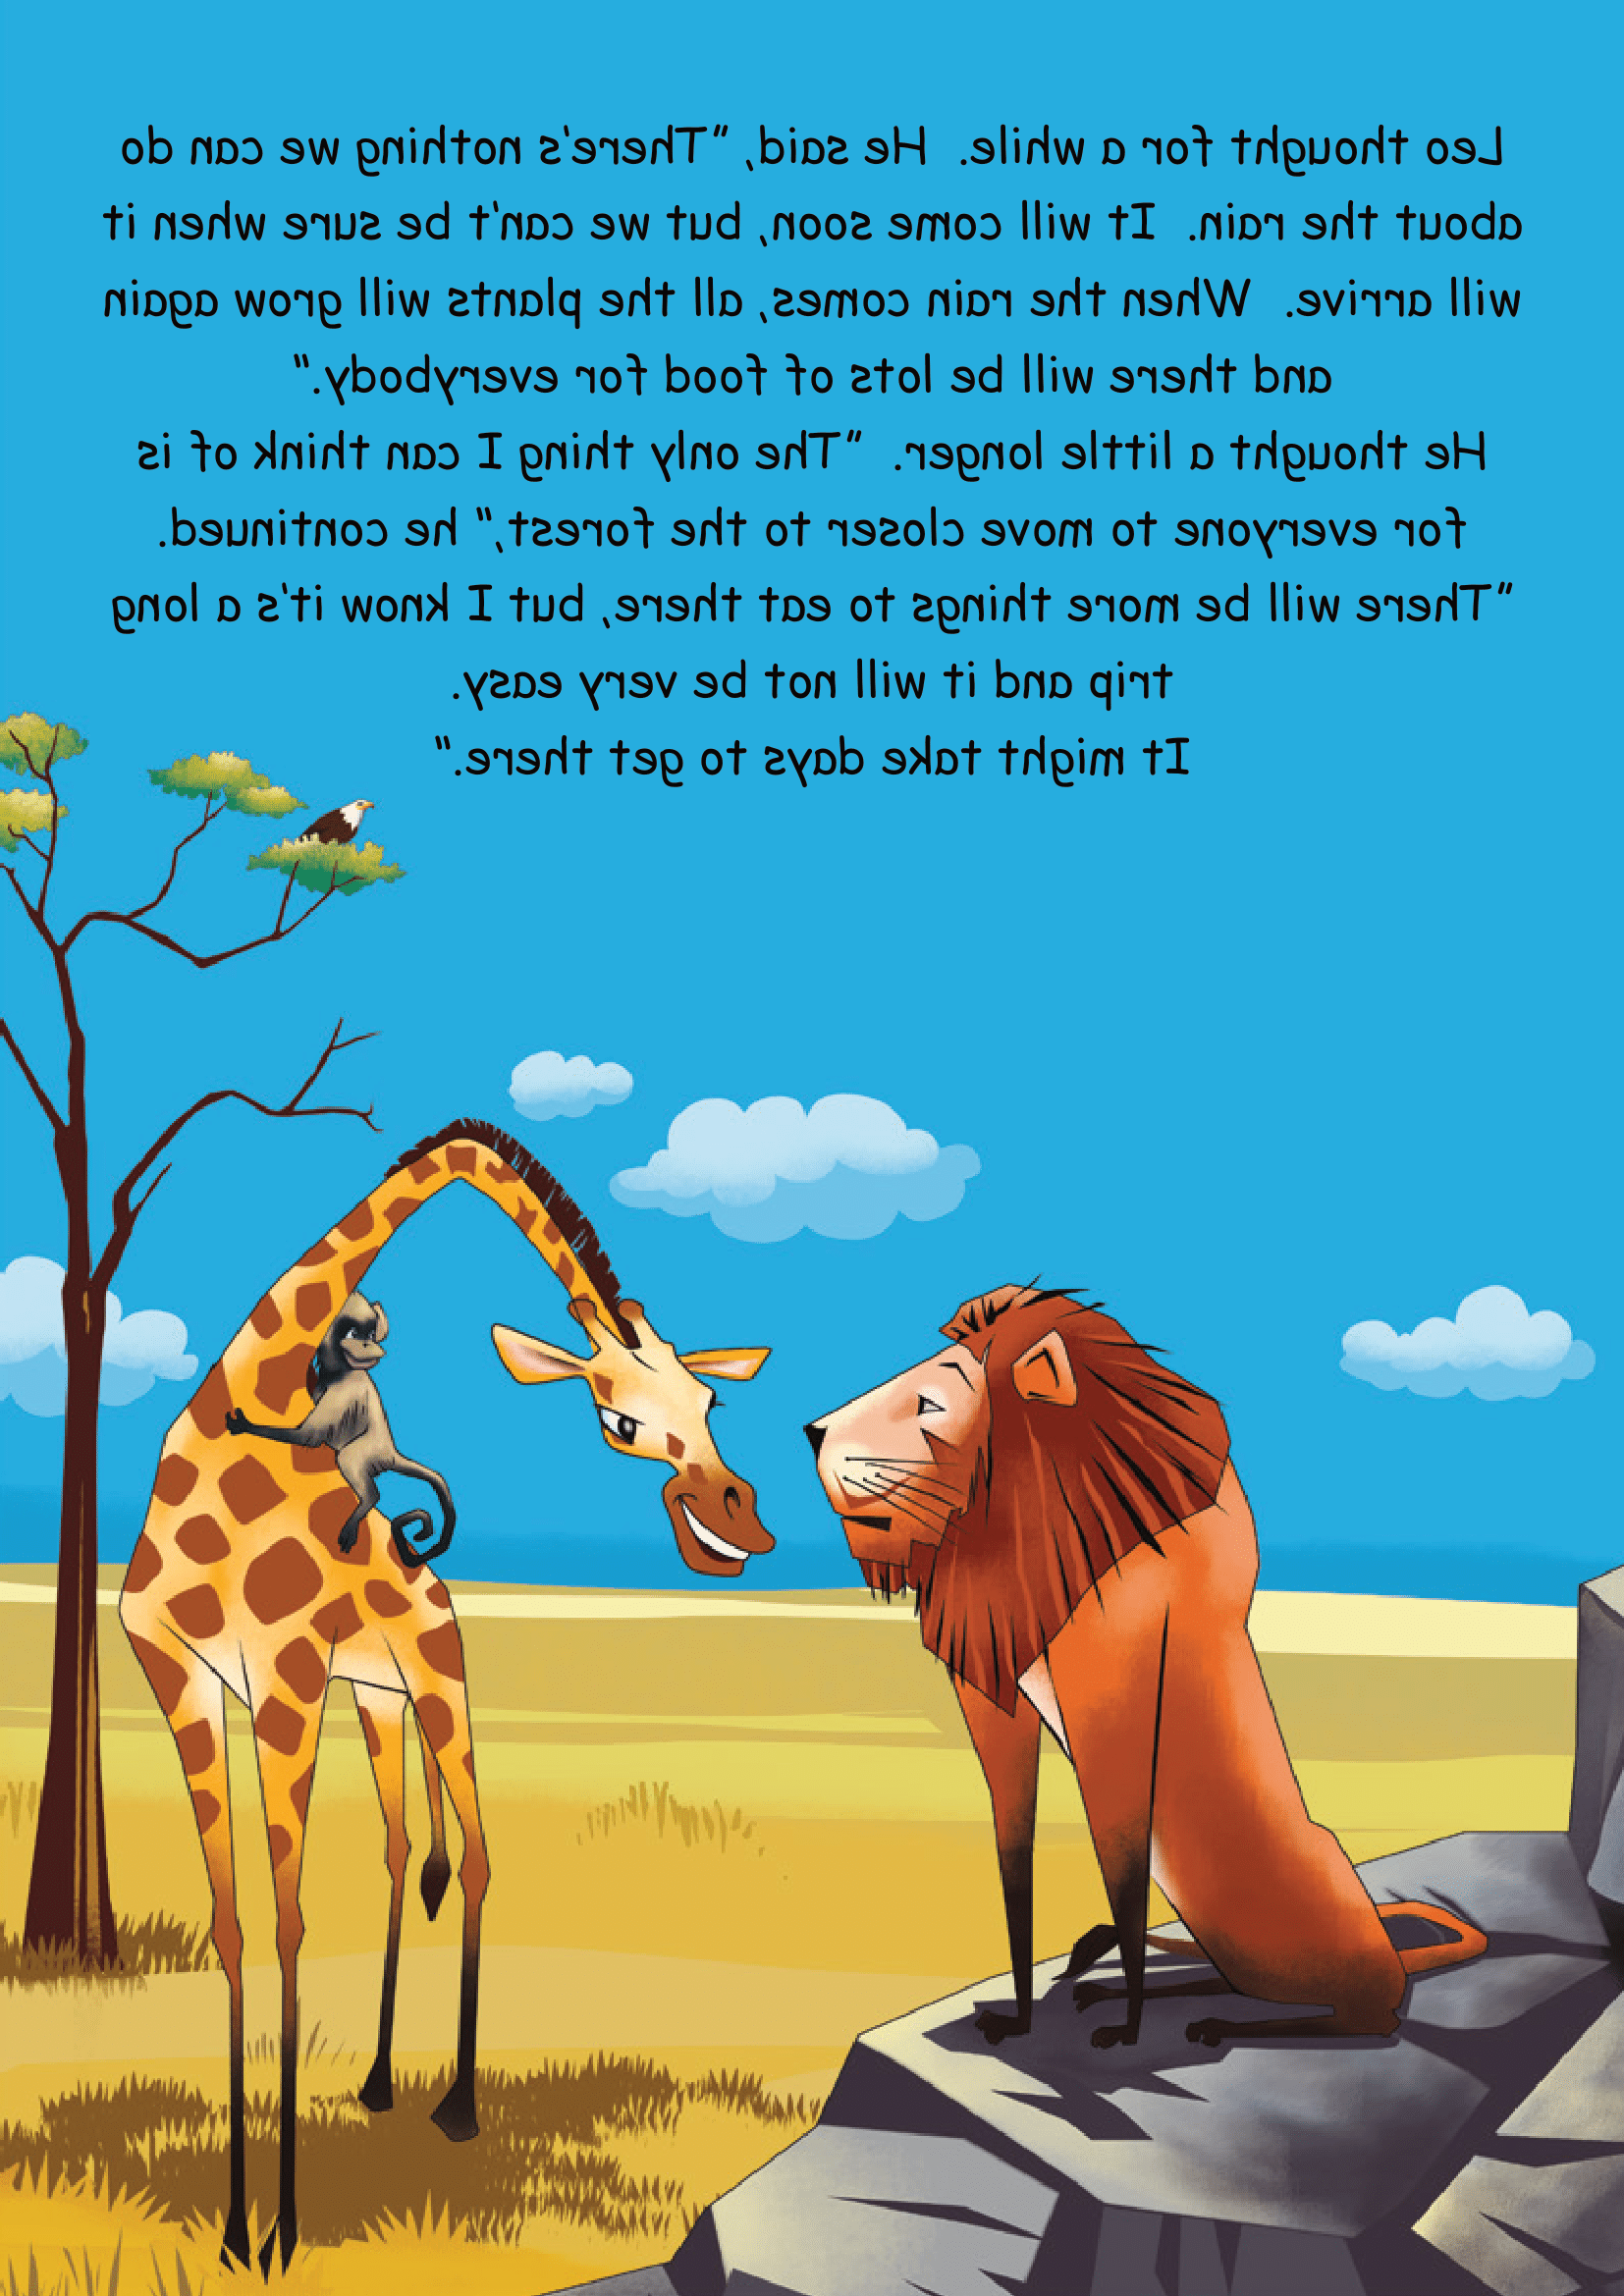 Leo thought for a while.  He said, "There's nothing we can do
about the rain.  It will come soon, but we can't be sure when it
will arrive.  When the rain comes, all the plants will grow again
and there will be lots of food for everybody."
He thought a little longer.  "The only thing I can think of is
for everyone to move closer to the forest," he continued.
"There will be more things to eat there, but I know it's a long
trip and it will not be very easy.
It might take days to get there."